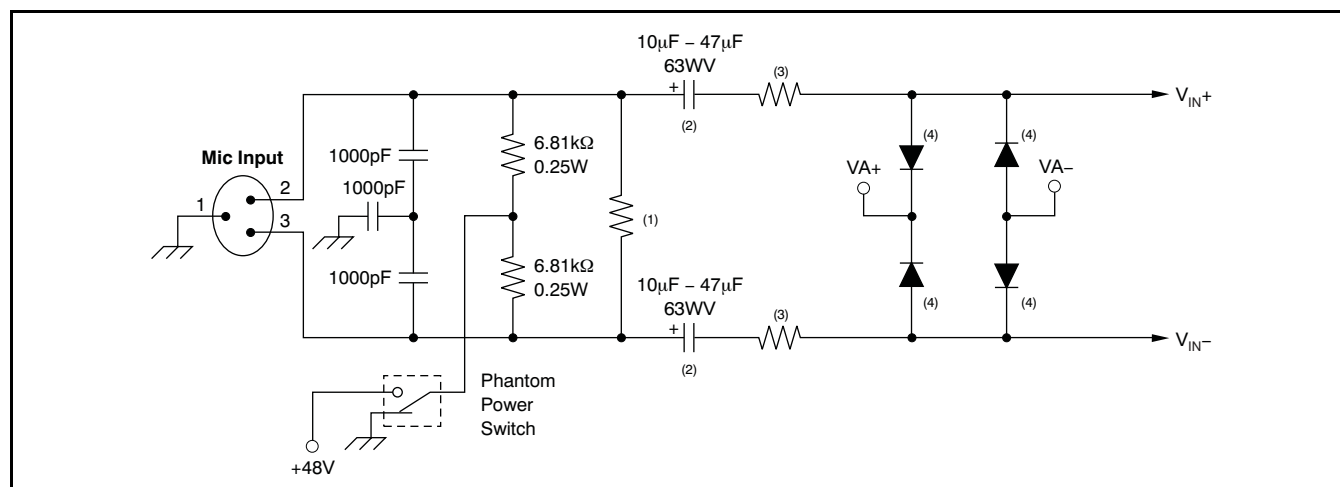 10μF – 47μF
63WV
+
(2)
(3)
V_IN+
Mic Input
1
2
3
1000pF
1000pF
1000pF
6.81kΩ
0.25W
6.81kΩ
0.25W
(1)
(4)
(4)
VA+
VA–
(4)
(4)
10μF – 47μF
63WV
+
(2)
(3)
V_IN–
Phantom
Power
Switch
+48V